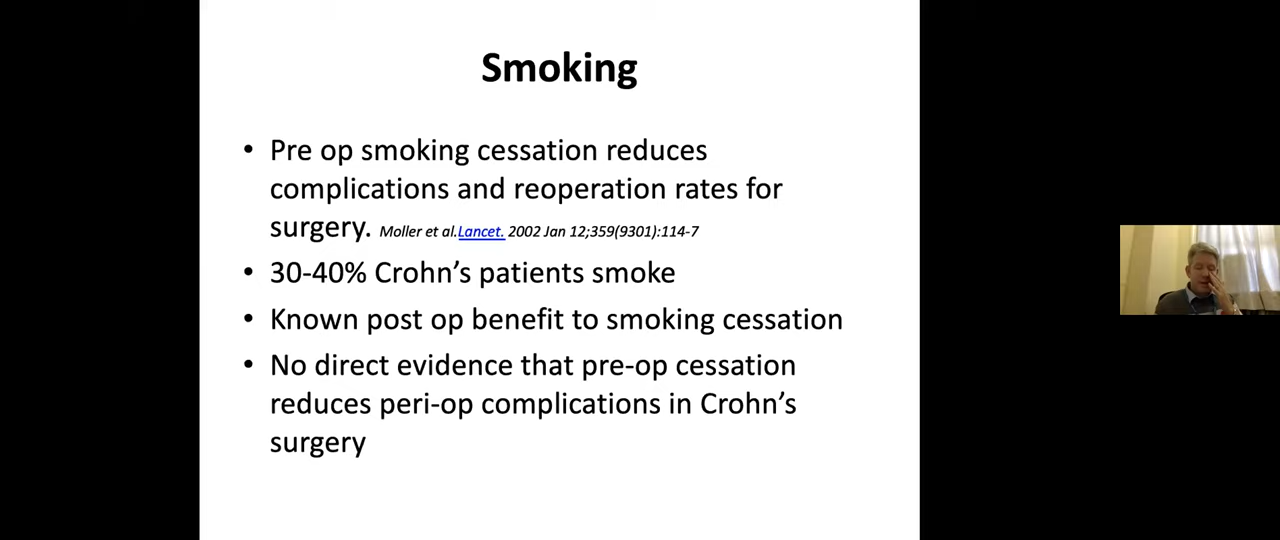 Smoking
• Pre op smoking cessation reduces
complications and reoperation rates for
surgery. Moller et al.Lancet. 2002 Jan 12;359(9301):114-7
• 30-40% Crohn’s patients smoke
• Known post op benefit to smoking cessation
• No direct evidence that pre-op cessation
reduces peri-op complications in Crohn’s
surgery